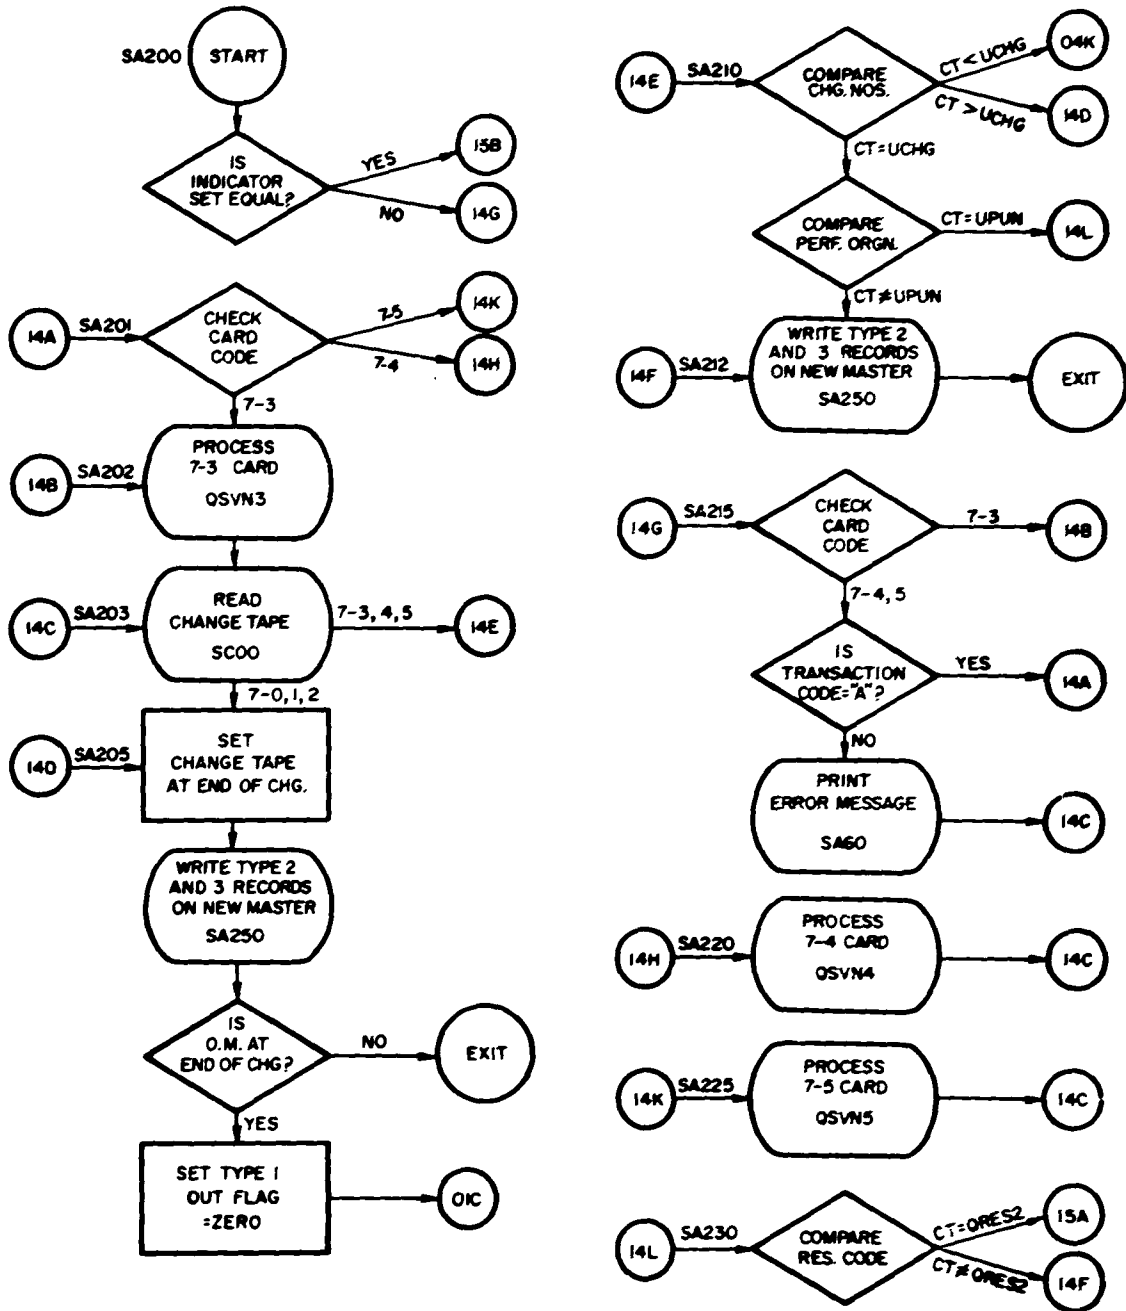 SA200
START
IS
INDICATOR
SET EQUAL?
YES
15B
NO
14G
14A
SA201
CHECK
CARD
CODE
7-5
14K
7-4
14H
7-3
14B
SA202
PROCESS
7-3 CARD
QSVN3
14C
SA203
READ
CHANGE TAPE
SC00
7-3, 4, 5
14E
7-0, 1, 2
14D
SA205
SET
CHANGE TAPE
AT END OF CHG.
WRITE TYPE 2
AND 3 RECORDS
ON NEW MASTER
SA250
IS
O.M. AT
END OF CHG?
NO
EXIT
YES
SET TYPE 1
OUT FLAG
=ZERO
01C
14E
SA210
COMPARE
CHG. NOS.
CT < UCHG
04K
CT > UCHG
14D
CT=UCHG
COMPARE
PERF. ORGN.
CT=UPUN
14L
CT≠UPUN
14F
SA212
WRITE TYPE 2
AND 3 RECORDS
ON NEW MASTER
SA250
EXIT
14G
SA215
CHECK
CARD
CODE
7-3
14B
7-4, 5
IS
TRANSACTION
CODE="A"?
YES
14A
NO
PRINT
ERROR MESSAGE
SA60
14C
14H
SA220
PROCESS
7-4 CARD
QSVN4
14C
14K
SA225
PROCESS
7-5 CARD
QSVN5
14C
14L
SA230
COMPARE
RES. CODE
CT=ORES2
15A
CT≠ORES2
14F